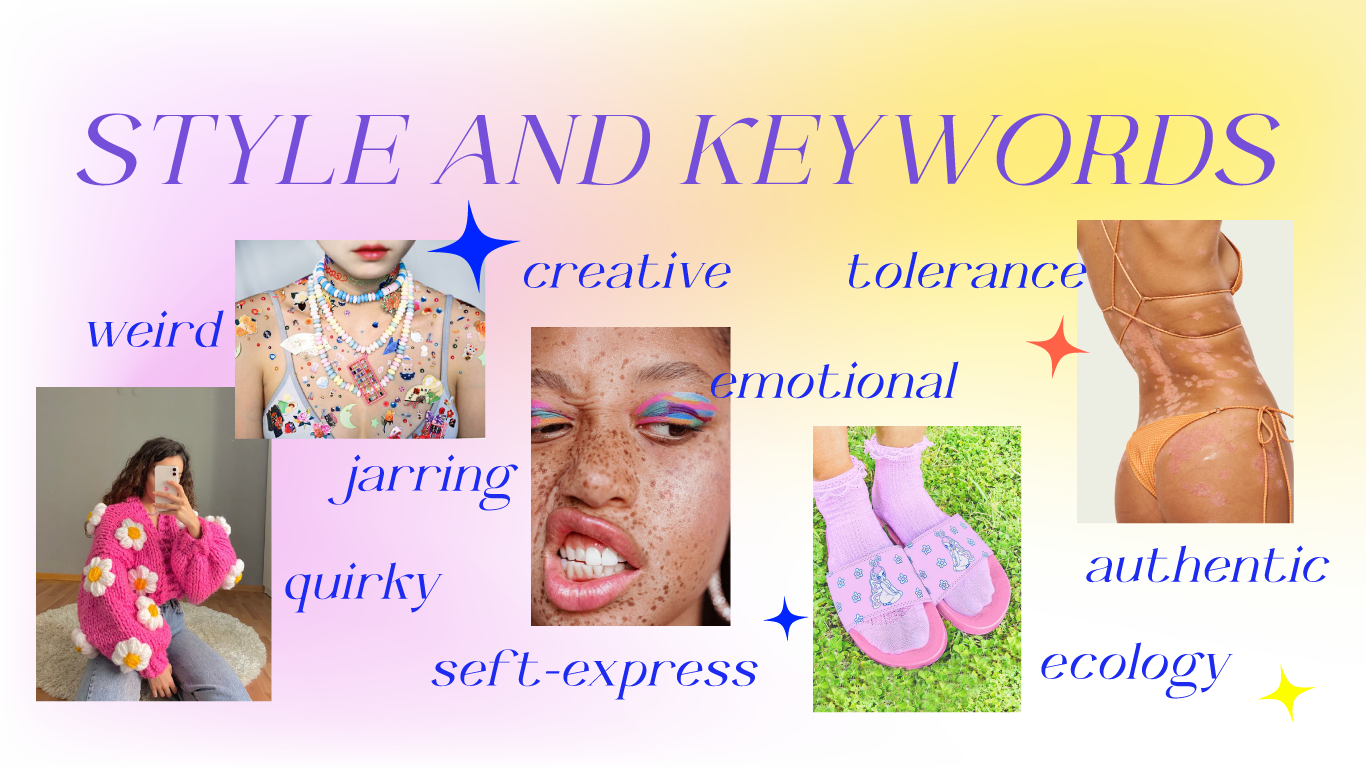 STYLE AND KEYWORDS
creative
tolerance
weird
emotional
jarring
authentic
quirky
seft-express
ecology